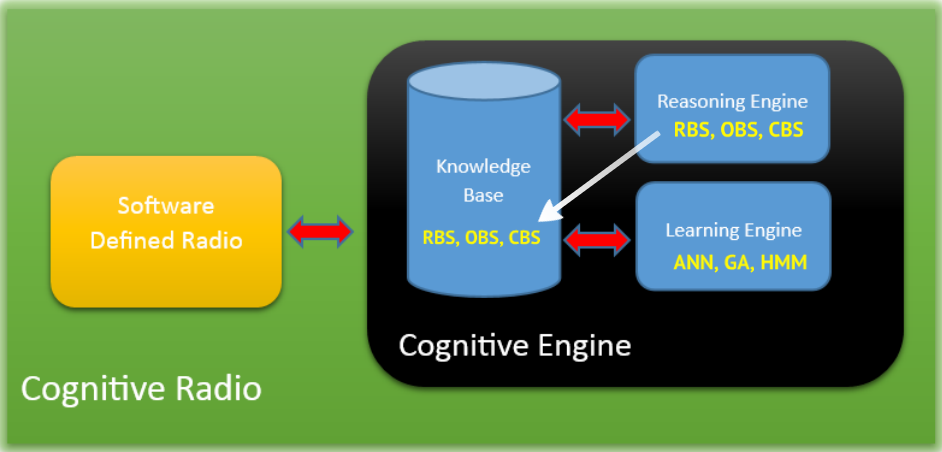 Software
Defined Radio
Knowledge
Base
RBS, OBS, CBS
Reasoning Engine
RBS, OBS, CBS
Learning Engine
ANN, GA, HMM
Cognitive Engine
Cognitive Radio